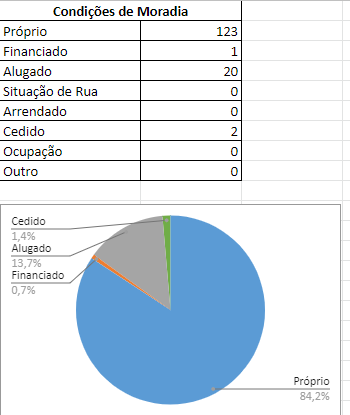 Condições de Moradia
Próprio 123
Financiado 1
Alugado 20
Situação de Rua 0
Arrendado 0
Cedido 2
Ocupação 0
Outro 0
Cedido
1,4%
Alugado
13,7%
Financiado
0,7%
Próprio
84,2%